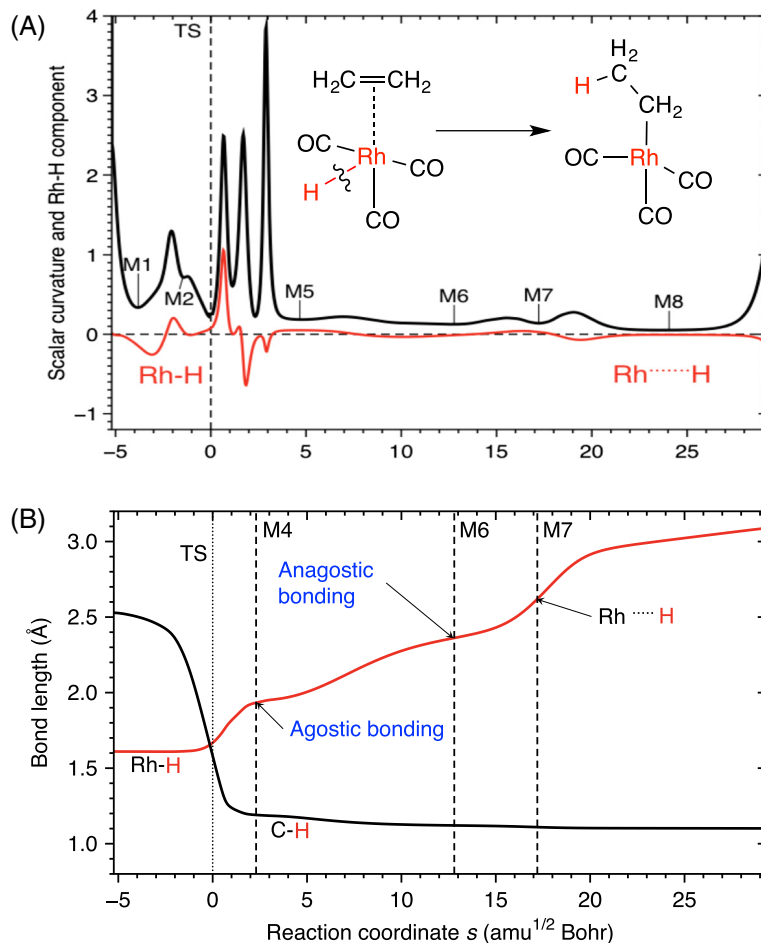 (A)
Scalar curvature and Rh-H component
4
3
2
1
0
−1
TS
M1
M2
M5
M6
M7
M8
Rh-H
Rh·····H
H₂C=CH₂
OC
Rh
CO
H
CO
H₂
C
H
CH₂
OC
Rh
CO
CO
−5 0 5 10 15 20 25
(B)
Bond length (Å)
3.0
2.5
2.0
1.5
1.0
TS
M4
M6
M7
Anagostic
bonding
Rh ····· H
Agostic bonding
Rh-H
C-H
−5 0 5 10 15 20 25
Reaction coordinate s (amu^1/2 Bohr)